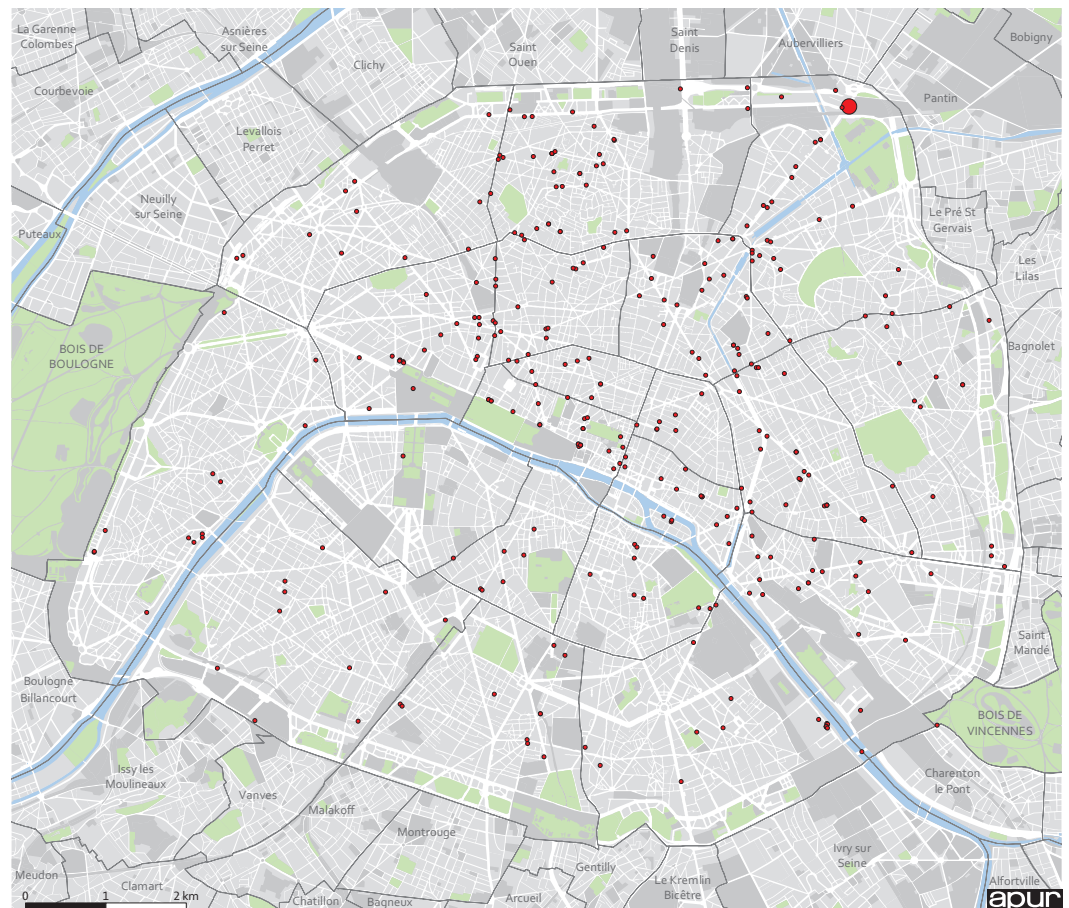 La Garenne
Colombes
Asnières
sur Seine
Saint
Ouen
Saint
Denis
Aubervilliers
Bobigny
Clichy
Courbevoie
Pantin
Levallois
Perret
Neuilly
sur Seine
Le Pré St
Gervais
Puteaux
Les
Lilas
BOIS DE
BOULOGNE
Bagnolet
Saint
Mandé
Boulogne
Billancourt
BOIS DE
VINCENNES
Issy les
Moulineaux
Charenton
le Pont
Vanves
Malakoff
Montrouge
Ivry sur
Seine
Gentilly
Meudon
Clamart
Le Kremlin
Bicêtre
Alfortville
0 1 2 km
Chatillon
Bagneux
Arcueil
apur